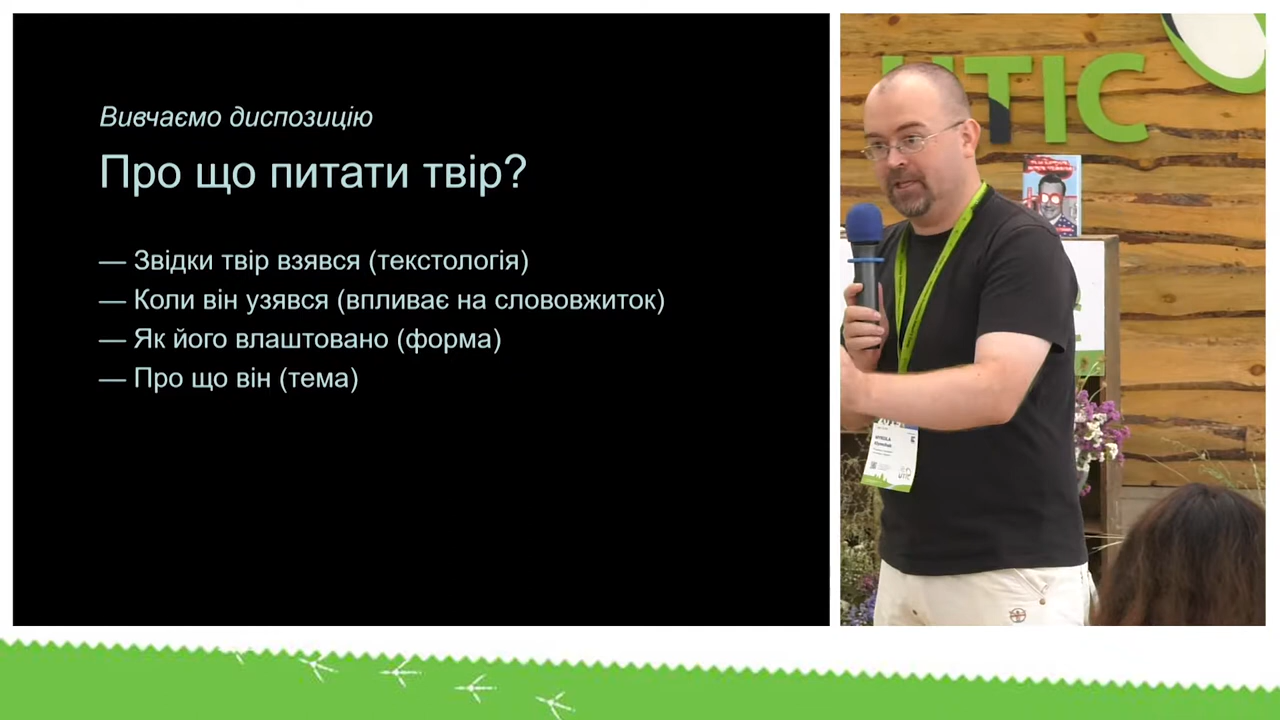 Вивчаємо диспозицію
Про що питати твір?
— Звідки твір взявся (текстологія)
— Коли він узявся (впливає на слововжиток)
— Як його влаштовано (форма)
— Про що він (тема)
UTIC